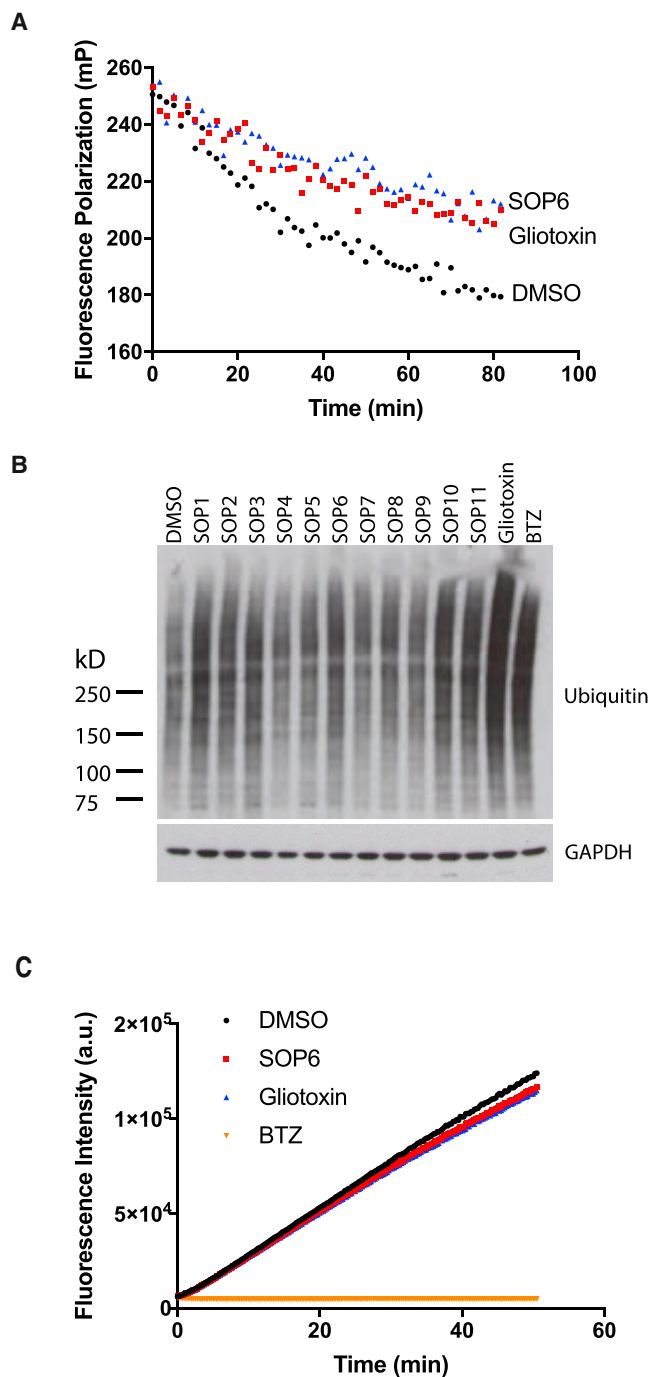 A
Fluorescence Polarization (mP)
260
240
220
200
180
160
0 20 40 60 80 100
Time (min)
SOP6
Gliotoxin
DMSO
B
DMSO SOP1 SOP2 SOP3 SOP4 SOP5 SOP6 SOP7 SOP8 SOP9 SOP10 SOP11 Gliotoxin BTZ
kD
250
150
100
75
Ubiquitin
GAPDH
C
Fluorescence Intensity (a.u.)
2×10⁵
1×10⁵
5×10⁴
0
0 20 40 60
Time (min)
DMSO
SOP6
Gliotoxin
BTZ